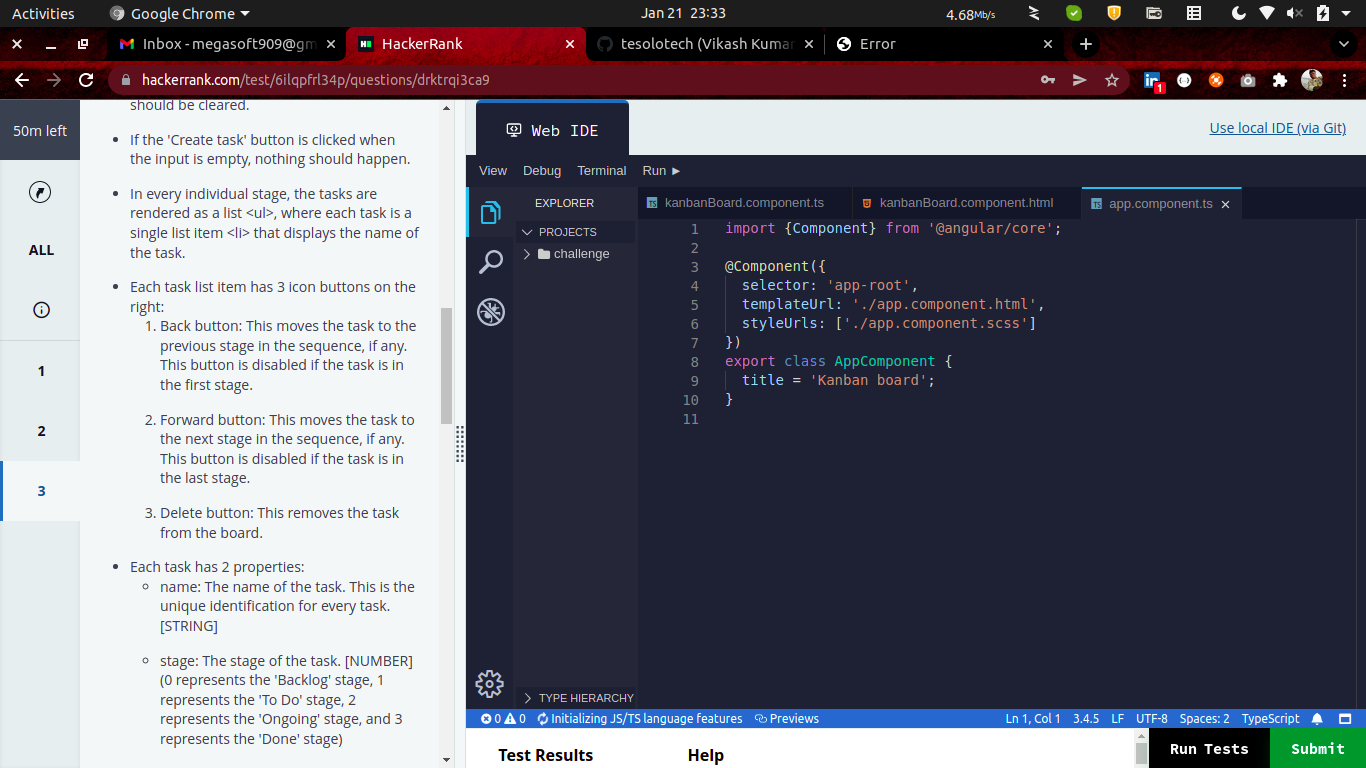 Activities
Google Chrome
Jan 21 23:33
4.68Mb/s
Inbox - megasoft909@gm
HackerRank
tesolotech (Vikash Kumar
Error
hackerrank.com/test/6ilqpfrl34p/questions/drktrqi3ca9
1
50m left
ALL
1
2
3
should be cleared.
If the 'Create task' button is clicked when
the input is empty, nothing should happen.
In every individual stage, the tasks are
rendered as a list <ul>, where each task is a
single list item <li> that displays the name of
the task.
Each task list item has 3 icon buttons on the
right:
1. Back button: This moves the task to the
previous stage in the sequence, if any.
This button is disabled if the task is in
the first stage.
2. Forward button: This moves the task to
the next stage in the sequence, if any.
This button is disabled if the task is in
the last stage.
3. Delete button: This removes the task
from the board.
Each task has 2 properties:
name: The name of the task. This is the
unique identification for every task.
[STRING]
stage: The stage of the task. [NUMBER]
(0 represents the 'Backlog' stage, 1
represents the 'To Do' stage, 2
represents the 'Ongoing' stage, and 3
represents the 'Done' stage)
Web IDE
Use local IDE (via Git)
View Debug Terminal Run
EXPLORER
PROJECTS
challenge
TYPE HIERARCHY
kanbanBoard.component.ts
kanbanBoard.component.html
app.component.ts
1 import {Component} from '@angular/core';
2
3 @Component({
4 selector: 'app-root',
5 templateUrl: './app.component.html',
6 styleUrls: ['./app.component.scss']
7 })
8 export class AppComponent {
9 title = 'Kanban board';
10 }
11
0 0 Initializing JS/TS language features Previews
Ln 1, Col 1 3.4.5 LF UTF-8 Spaces: 2 TypeScript
Test Results
Help
Run Tests
Submit